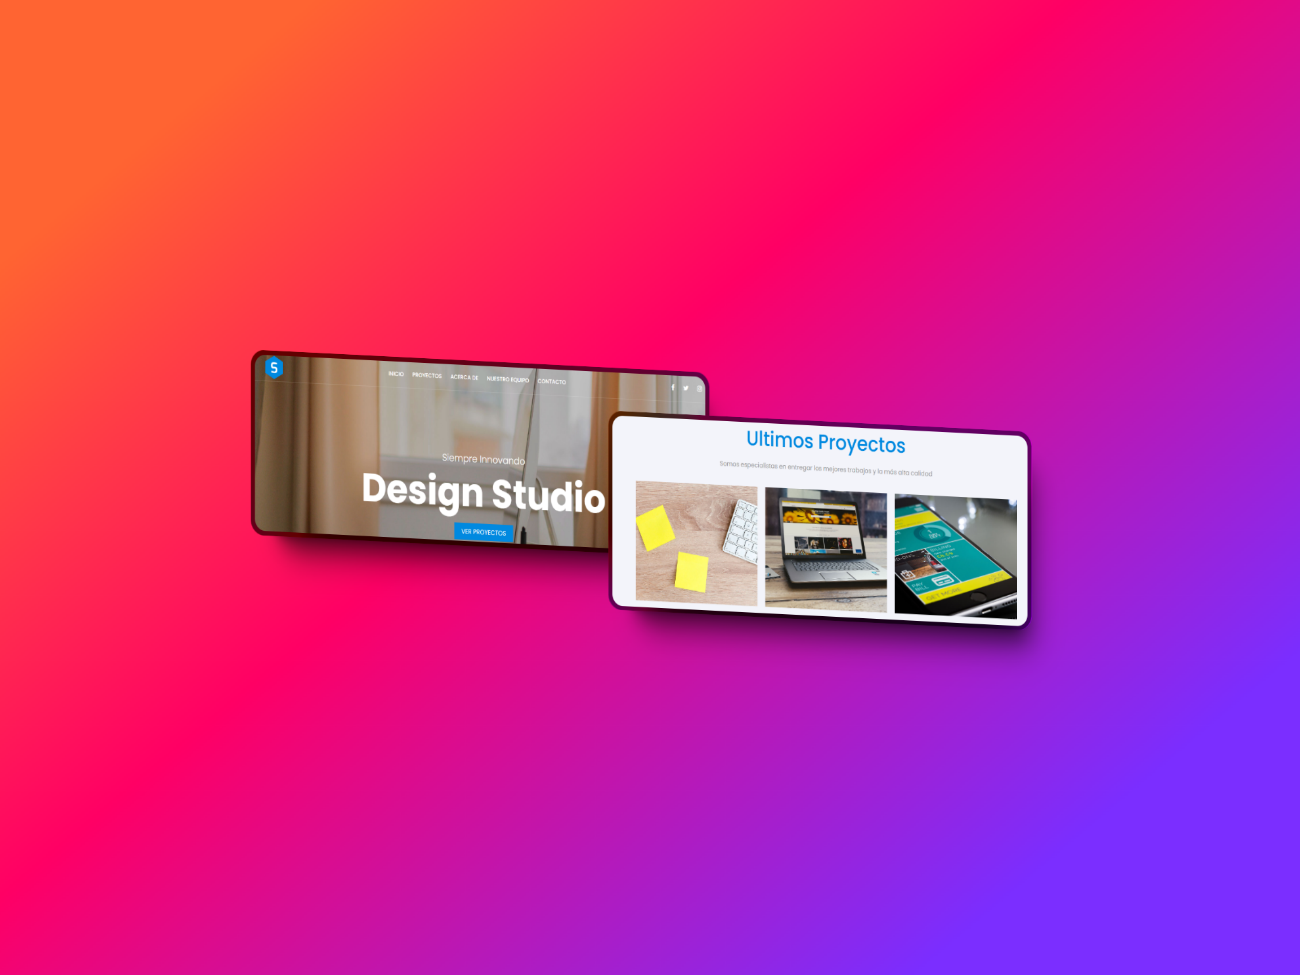 S
INICIO PROYECTOS ACERCA DE NUESTRO EQUIPO CONTACTO
Siempre Innovando
Design Studio
VER PROYECTOS
Ultimos Proyectos
Somos especialistas en entregar los mejores trabajos y la más alta calidad